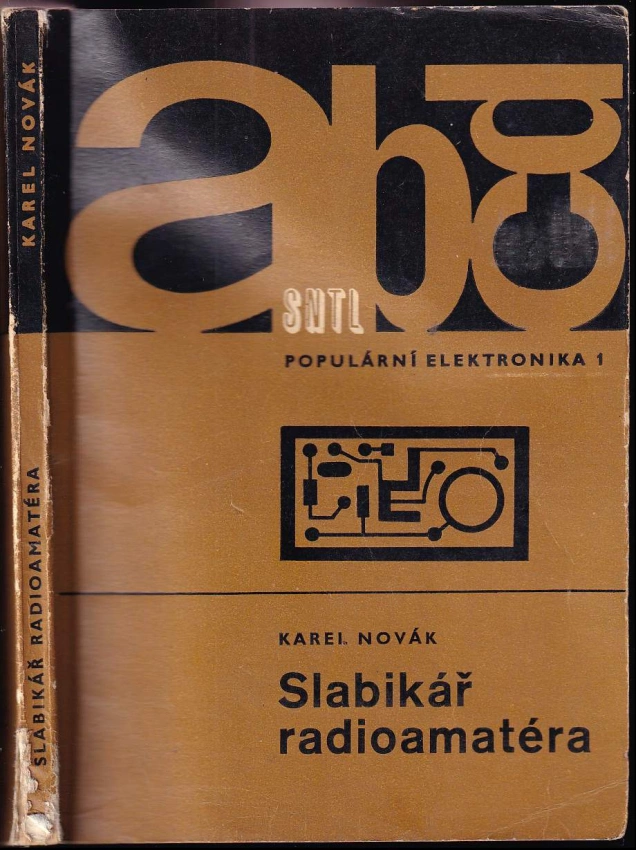 KAREL NOVÁK
SLABIKÁŘ RADIOAMATÉRA
abc
SNTL
POPULÁRNÍ ELEKTRONIKA 1
KAREL NOVÁK
Slabikář
radioamatéra